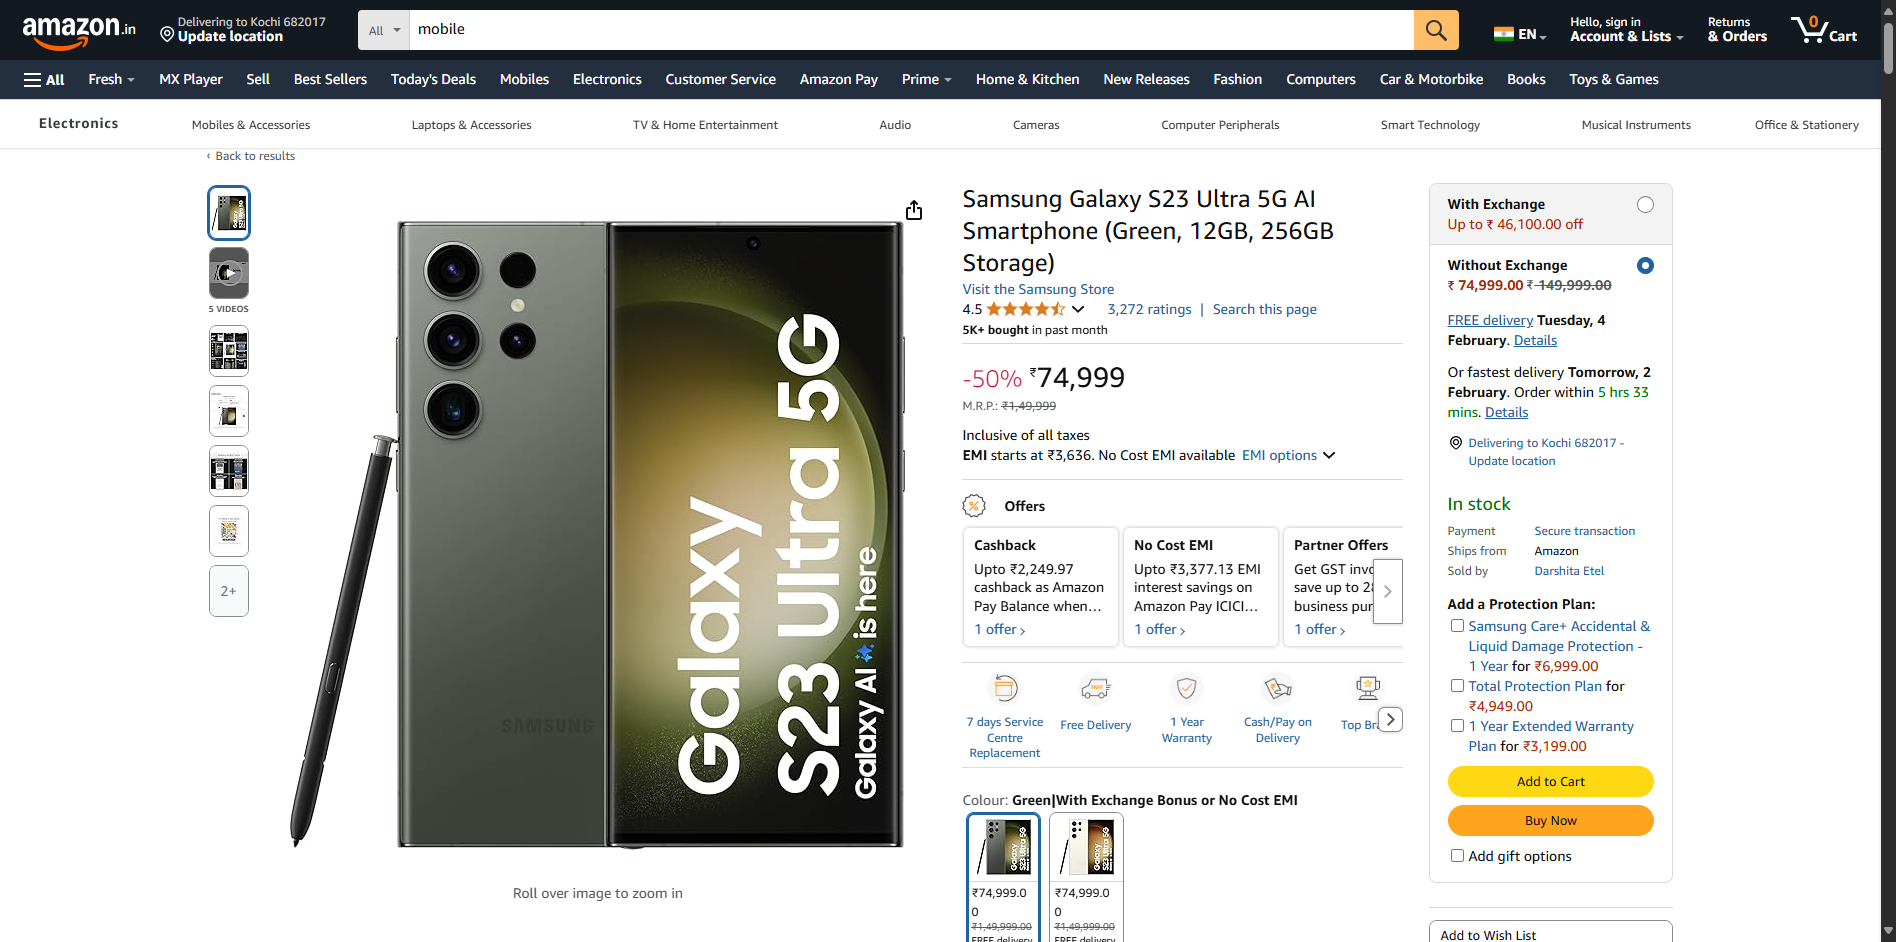 amazon.in
Delivering to Kochi 682017
Update location
All
mobile
EN
Hello, sign in
Account & Lists
Returns
& Orders
0
Cart
All
Fresh
MX Player
Sell
Best Sellers
Today's Deals
Mobiles
Electronics
Customer Service
Amazon Pay
Prime
Home & Kitchen
New Releases
Fashion
Computers
Car & Motorbike
Books
Toys & Games
Electronics
Mobiles & Accessories
Laptops & Accessories
TV & Home Entertainment
Audio
Cameras
Computer Peripherals
Smart Technology
Musical Instruments
Office & Stationery
‹ Back to results
5 VIDEOS
2+
SAMSUNG
Galaxy
S23 Ultra 5G
Galaxy AI is here
Roll over image to zoom in
Samsung Galaxy S23 Ultra 5G AI
Smartphone (Green, 12GB, 256GB
Storage)
Visit the Samsung Store
4.5
3,272 ratings | Search this page
5K+ bought in past month
-50% ₹74,999
M.R.P.: ₹1,49,999
Inclusive of all taxes
EMI starts at ₹3,636. No Cost EMI available EMI options
Offers
Cashback
Upto ₹2,249.97
cashback as Amazon
Pay Balance when...
1 offer ›
No Cost EMI
Upto ₹3,377.13 EMI
interest savings on
Amazon Pay ICICI...
1 offer ›
Partner Offers
Get GST invo
save up to 2
business pur
1 offer ›
7 days Service
Centre
Replacement
Free Delivery
1 Year
Warranty
Cash/Pay on
Delivery
Top Br
Colour: Green|With Exchange Bonus or No Cost EMI
Galaxy
S23 Ultra 5G
₹74,999.0
0
₹1,49,999.00
FREE delivery
Galaxy
S23 Ultra 5G
₹74,999.0
0
₹1,49,999.00
FREE delivery
With Exchange
Up to ₹ 46,100.00 off
Without Exchange
₹ 74,999.00 ₹ 149,999.00
FREE delivery Tuesday, 4
February. Details
Or fastest delivery Tomorrow, 2
February. Order within 5 hrs 33
mins. Details
Delivering to Kochi 682017 -
Update location
In stock
Payment Secure transaction
Ships from Amazon
Sold by Darshita Etel
Add a Protection Plan:
Samsung Care+ Accidental &
Liquid Damage Protection -
1 Year for ₹6,999.00
Total Protection Plan for
₹4,949.00
1 Year Extended Warranty
Plan for ₹3,199.00
Add to Cart
Buy Now
Add gift options
Add to Wish List